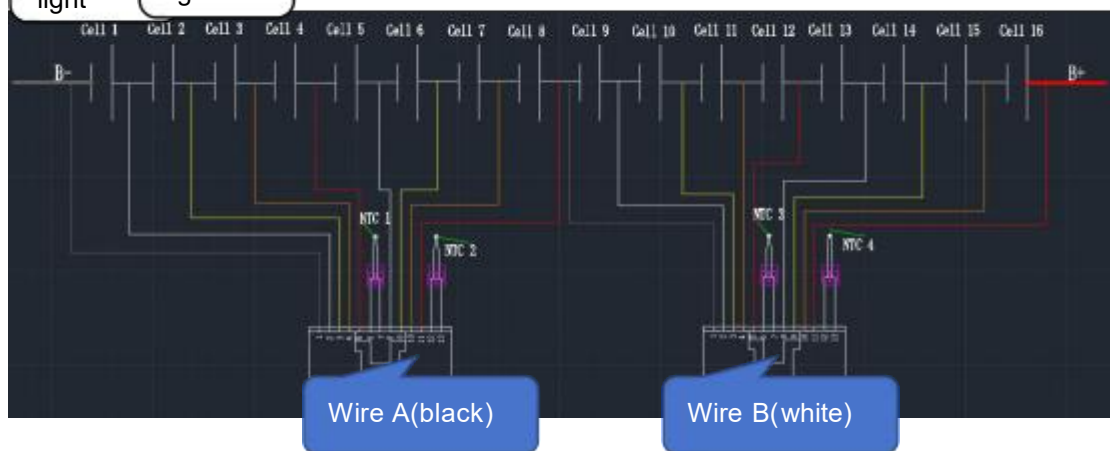 light
Cell 1 Cell 2 Cell 3 Cell 4 Cell 5 Cell 6 Cell 7 Cell 8 Cell 9 Cell 10 Cell 11 Cell 12 Cell 13 Cell 14 Cell 15 Cell 16
B- B+
NTC 1 NTC 3
NTC 2 NTC 4
Wire A(black) Wire B(white)